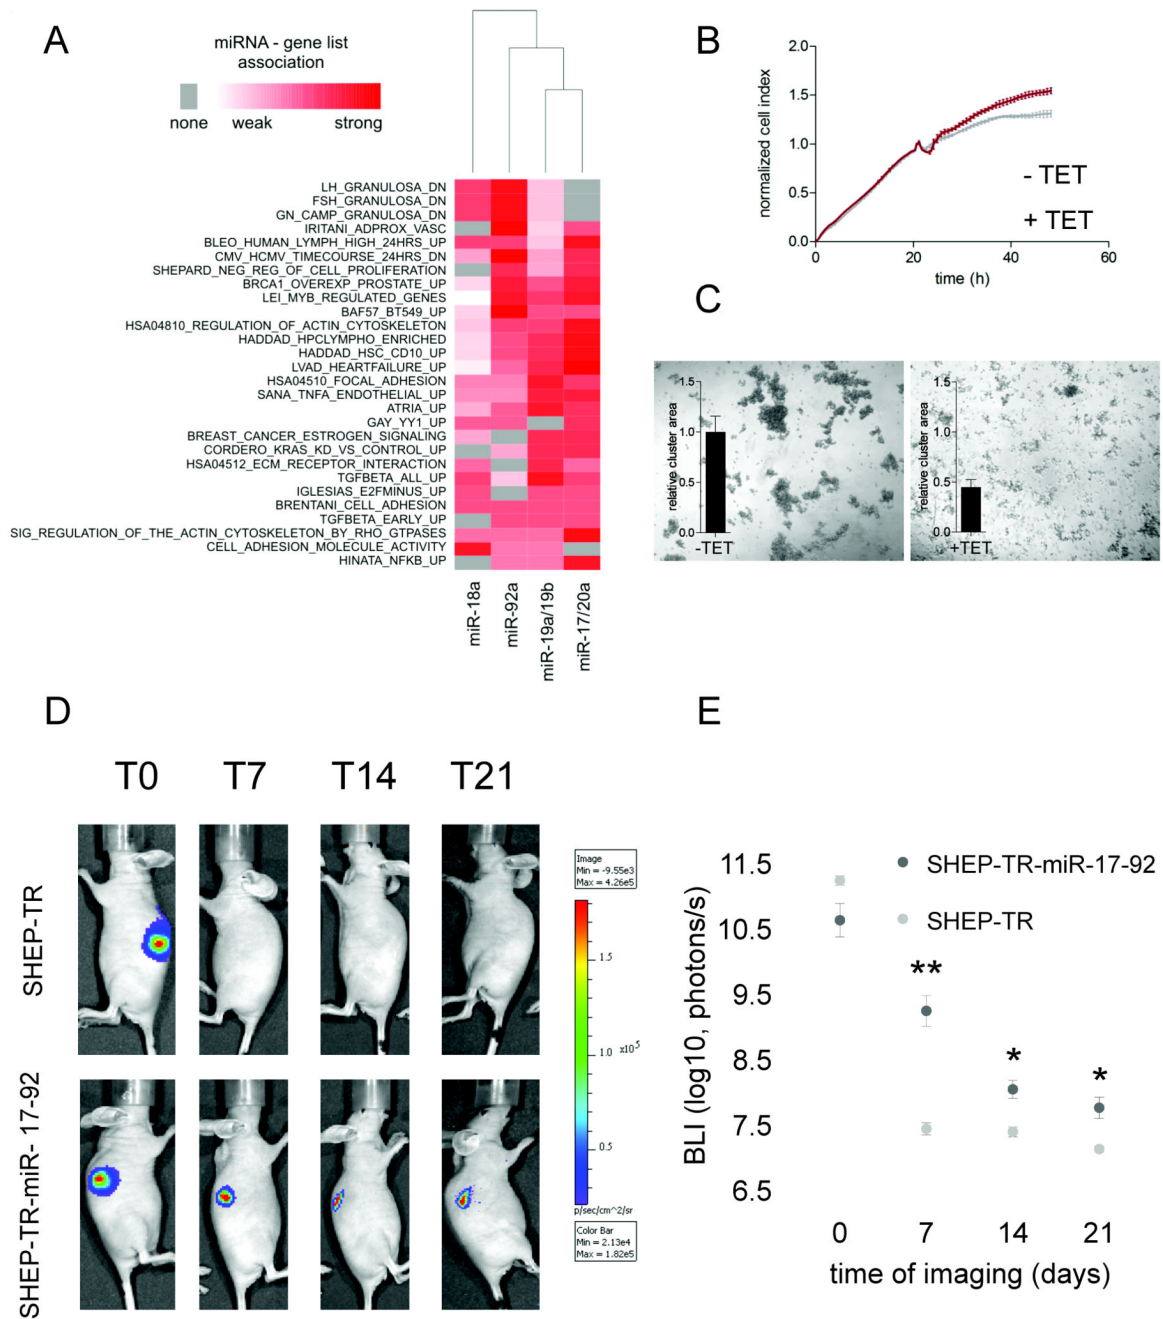 A
miRNA - gene list
association
none
weak
strong
LH_GRANULOSA_DN
FSH_GRANULOSA_DN
GN_CAMP_GRANULOSA_DN
IRITANI_ADPROX_VASC
BLEO_HUMAN_LYMPH_HIGH_24HRS_UP
CMV_HCMV_TIMECOURSE_24HRS_DN
SHEPARD_NEG_REG_OF_CELL_PROLIFERATION
BRCA1_OVEREXP_PROSTATE_UP
LEI_MYB_REGULATED_GENES
BAF57_BT549_UP
HSA04810_REGULATION_OF_ACTIN_CYTOSKELETON
HADDAD_HPCLYMPHO_ENRICHED
HADDAD_HSC_CD10_UP
LVAD_HEARTFAILURE_UP
HSA04510_FOCAL_ADHESION
SANA_TNFA_ENDOTHELIAL_UP
ATRIA_UP
GAY_YY1_UP
BREAST_CANCER_ESTROGEN_SIGNALING
CORDERO_KRAS_KD_VS_CONTROL_UP
HSA04512_ECM_RECEPTOR_INTERACTION
TGFBETA_ALL_UP
IGLESIAS_E2FMINUS_UP
BRENTANI_CELL_ADHESION
TGFBETA_EARLY_UP
SIG_REGULATION_OF_THE_ACTIN_CYTOSKELETON_BY_RHO_GTPASES
CELL_ADHESION_MOLECULE_ACTIVITY
HINATA_NFKB_UP
miR-18a
miR-92a
miR-19a/19b
miR-17/20a
B
normalized cell index
2.0
1.5
1.0
0.5
0.0
0
20
40
60
time (h)
- TET
+ TET
C
relative cluster area
1.5
1.0
0.5
0.0
-TET
relative cluster area
1.5
1.0
0.5
0.0
+TET
D
T0
T7
T14
T21
SHEP-TR
SHEP-TR-miR- 17-92
Image
Min = -9.55e3
Max = 4.26e5
1.5
1.0
x10⁵
0.5
p/sec/cm^2/sr
Color Bar
Min = 2.13e4
Max = 1.82e5
E
BLI (log10, photons/s)
11.5
10.5
9.5
8.5
7.5
6.5
SHEP-TR-miR-17-92
SHEP-TR
**
*
*
0
7
14
21
time of imaging (days)